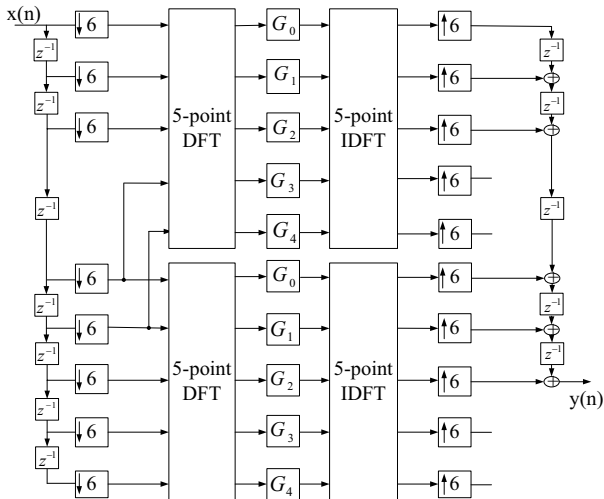 x(n)
↓6 G₀ ↑6
z⁻¹ z⁻¹
↓6 G₁ ↑6
z⁻¹ z⁻¹
↓6 5-point DFT G₂ 5-point IDFT ↑6
G₃ ↑6
z⁻¹ z⁻¹
G₄ ↑6
↓6 G₀ ↑6
z⁻¹ z⁻¹
↓6 G₁ ↑6
z⁻¹ z⁻¹
↓6 5-point DFT G₂ 5-point IDFT ↑6
y(n)
z⁻¹
↓6 G₃ ↑6
z⁻¹
↓6 G₄ ↑6